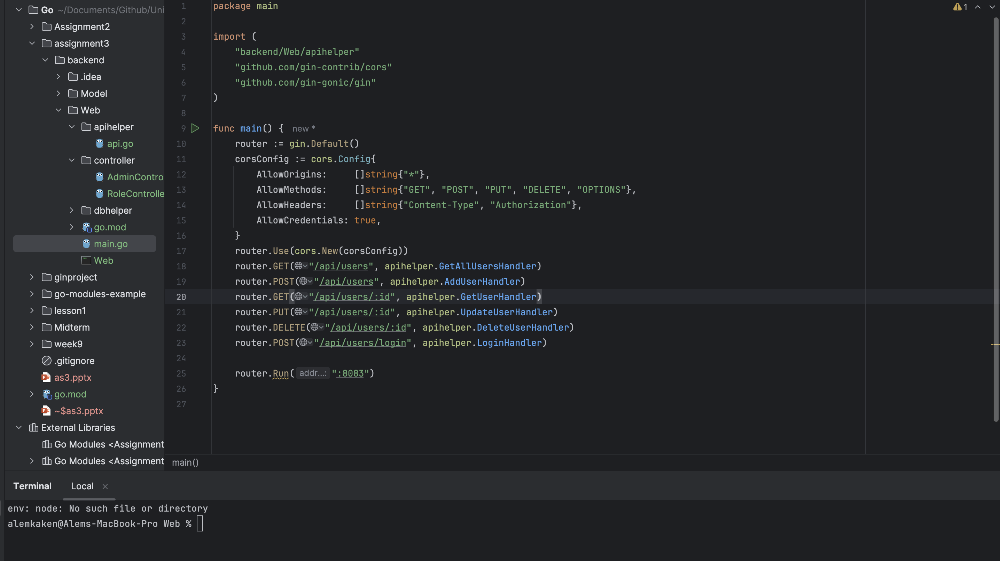 Go ~/Documents/Github/Uni
Assignment2
assignment3
backend
.idea
Model
Web
apihelper
api.go
controller
AdminContro
RoleControlle
dbhelper
go.mod
main.go
Web
ginproject
go-modules-example
lesson1
Midterm
week9
.gitignore
as3.pptx
go.mod
~$as3.pptx
External Libraries
Go Modules <Assignment
Go Modules <Assignment
1 package main
2
3 import (
4 "backend/Web/apihelper"
5 "github.com/gin-contrib/cors"
6 "github.com/gin-gonic/gin"
7 )
8
9 func main() { new *
10 router := gin.Default()
11 corsConfig := cors.Config{
12 AllowOrigins: []string{"*"},
13 AllowMethods: []string{"GET", "POST", "PUT", "DELETE", "OPTIONS"},
14 AllowHeaders: []string{"Content-Type", "Authorization"},
15 AllowCredentials: true,
16 }
17 router.Use(cors.New(corsConfig))
18 router.GET("/api/users", apihelper.GetAllUsersHandler)
19 router.POST("/api/users", apihelper.AddUserHandler)
20 router.GET("/api/users/:id", apihelper.GetUserHandler)
21 router.PUT("/api/users/:id", apihelper.UpdateUserHandler)
22 router.DELETE("/api/users/:id", apihelper.DeleteUserHandler)
23 router.POST("/api/users/login", apihelper.LoginHandler)
24
25 router.Run( addr...: ":8083")
26 }
27
1
main()
Terminal Local
env: node: No such file or directory
alemkaken@Alems-MacBook-Pro Web %